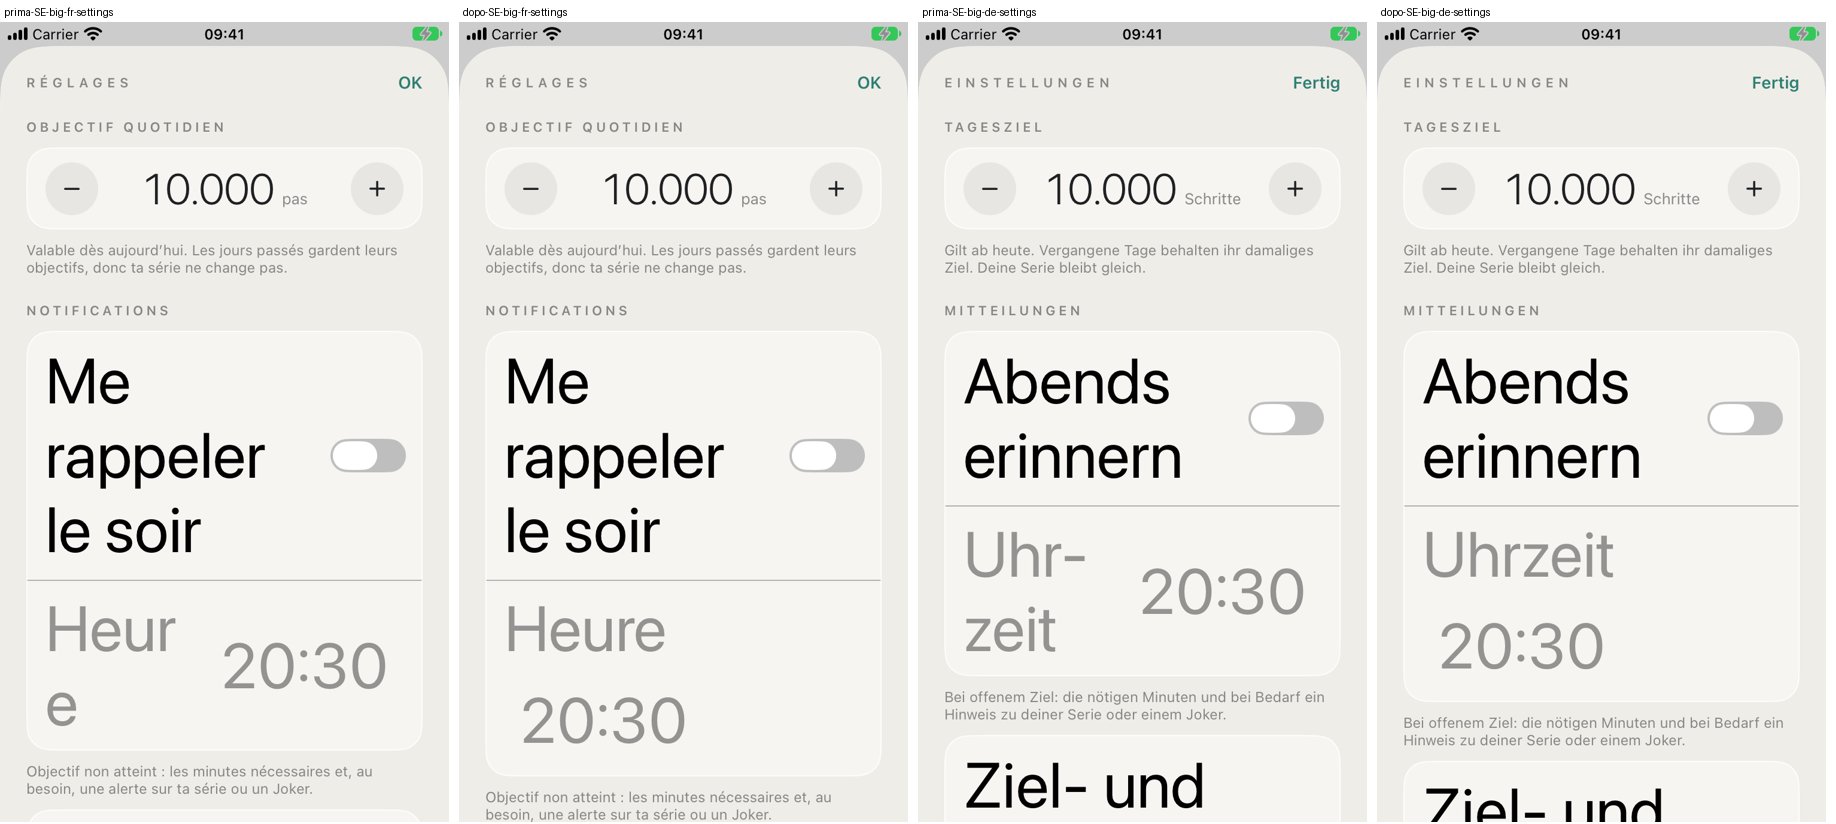 prima-SE-big-fr-settings
Carrier 09:41
RÉGLAGES OK
OBJECTIF QUOTIDIEN
− 10.000 pas +
Valable dès aujourd’hui. Les jours passés gardent leurs
objectifs, donc ta série ne change pas.
NOTIFICATIONS
Me
rappeler
le soir
Heur
e
20:30
Objectif non atteint : les minutes nécessaires et, au
besoin, une alerte sur ta série ou un Joker.
dopo-SE-big-fr-settings
Carrier 09:41
RÉGLAGES OK
OBJECTIF QUOTIDIEN
− 10.000 pas +
Valable dès aujourd’hui. Les jours passés gardent leurs
objectifs, donc ta série ne change pas.
NOTIFICATIONS
Me
rappeler
le soir
Heure
20:30
Objectif non atteint : les minutes nécessaires et, au
besoin, une alerte sur ta série ou un Joker.
prima-SE-big-de-settings
Carrier 09:41
EINSTELLUNGEN Fertig
TAGESZIEL
− 10.000 Schritte +
Gilt ab heute. Vergangene Tage behalten ihr damaliges
Ziel. Deine Serie bleibt gleich.
MITTEILUNGEN
Abends
erinnern
Uhr-
zeit
20:30
Bei offenem Ziel: die nötigen Minuten und bei Bedarf ein
Hinweis zu deiner Serie oder einem Joker.
Ziel- und
dopo-SE-big-de-settings
Carrier 09:41
EINSTELLUNGEN Fertig
TAGESZIEL
− 10.000 Schritte +
Gilt ab heute. Vergangene Tage behalten ihr damaliges
Ziel. Deine Serie bleibt gleich.
MITTEILUNGEN
Abends
erinnern
Uhrzeit
20:30
Bei offenem Ziel: die nötigen Minuten und bei Bedarf ein
Hinweis zu deiner Serie oder einem Joker.
Ziel- und